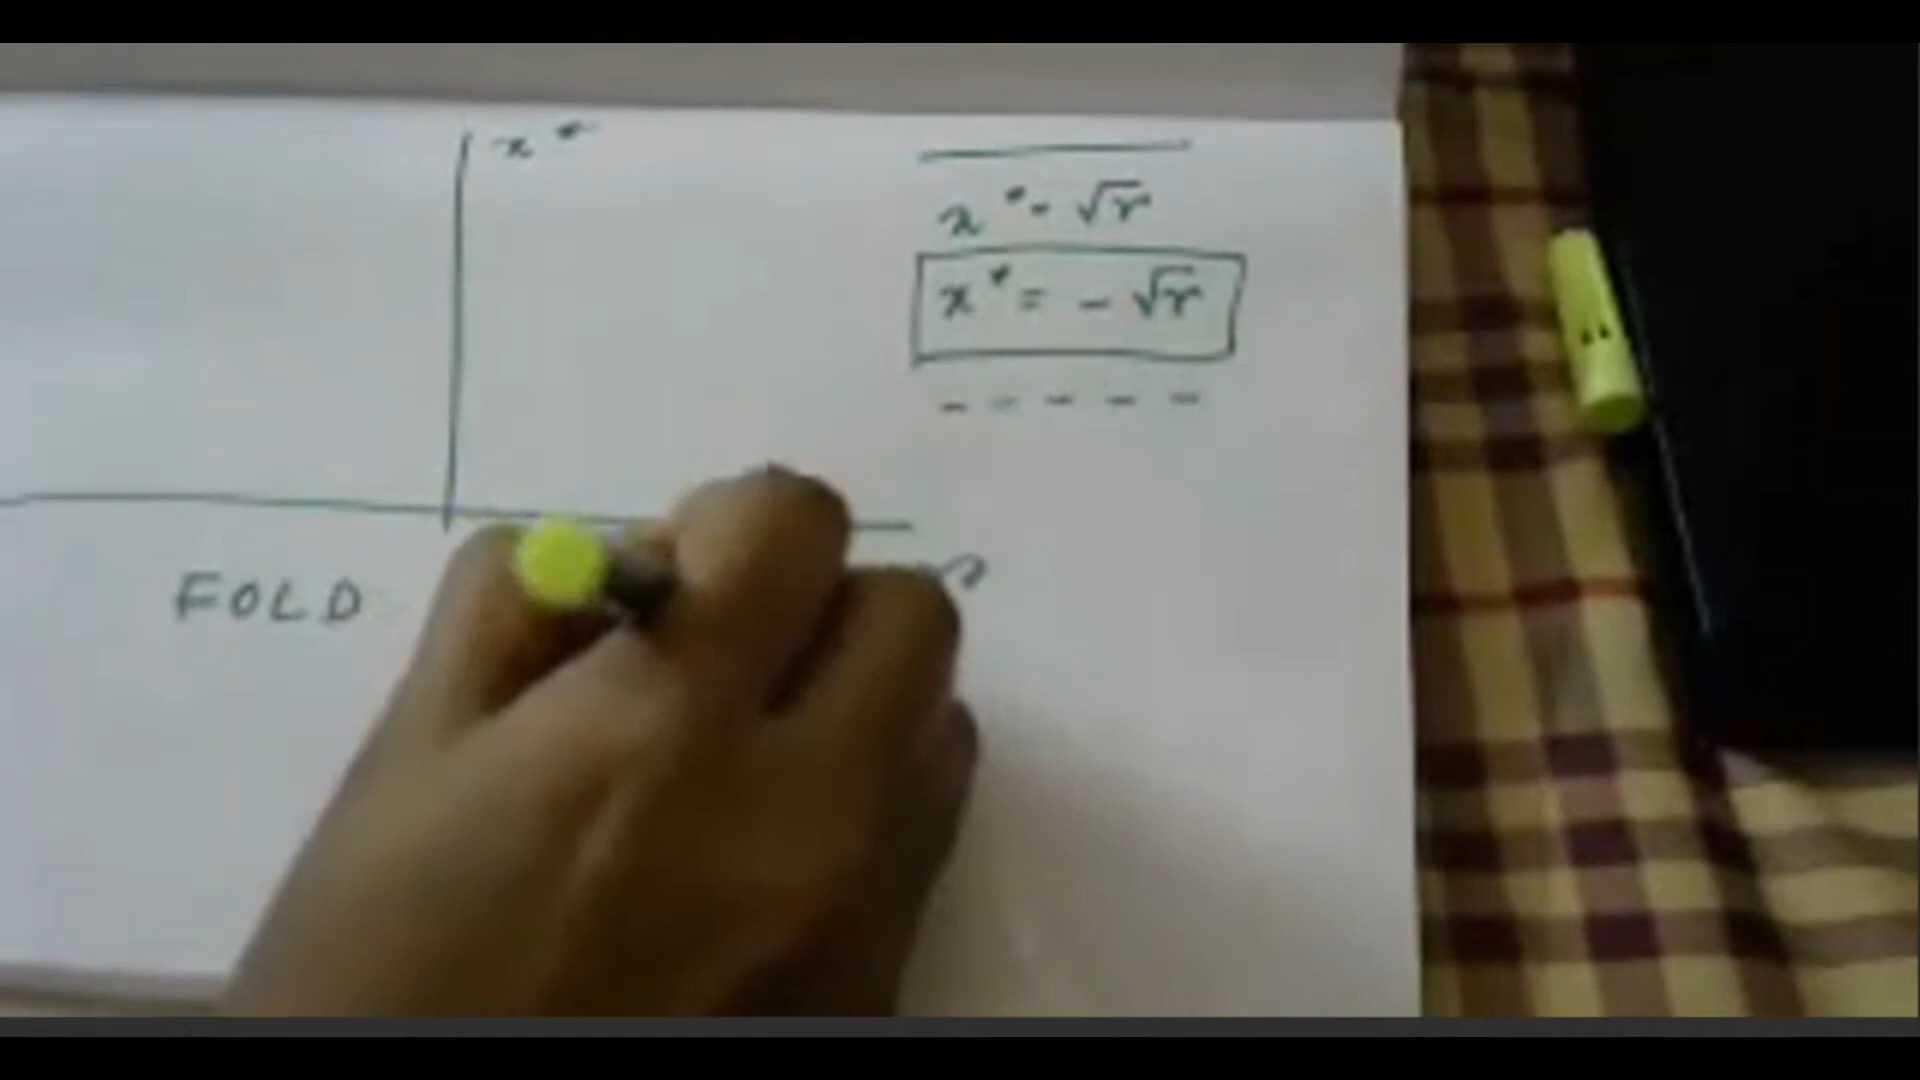 x*
x* = √r
x* = - √r
FOLD
r